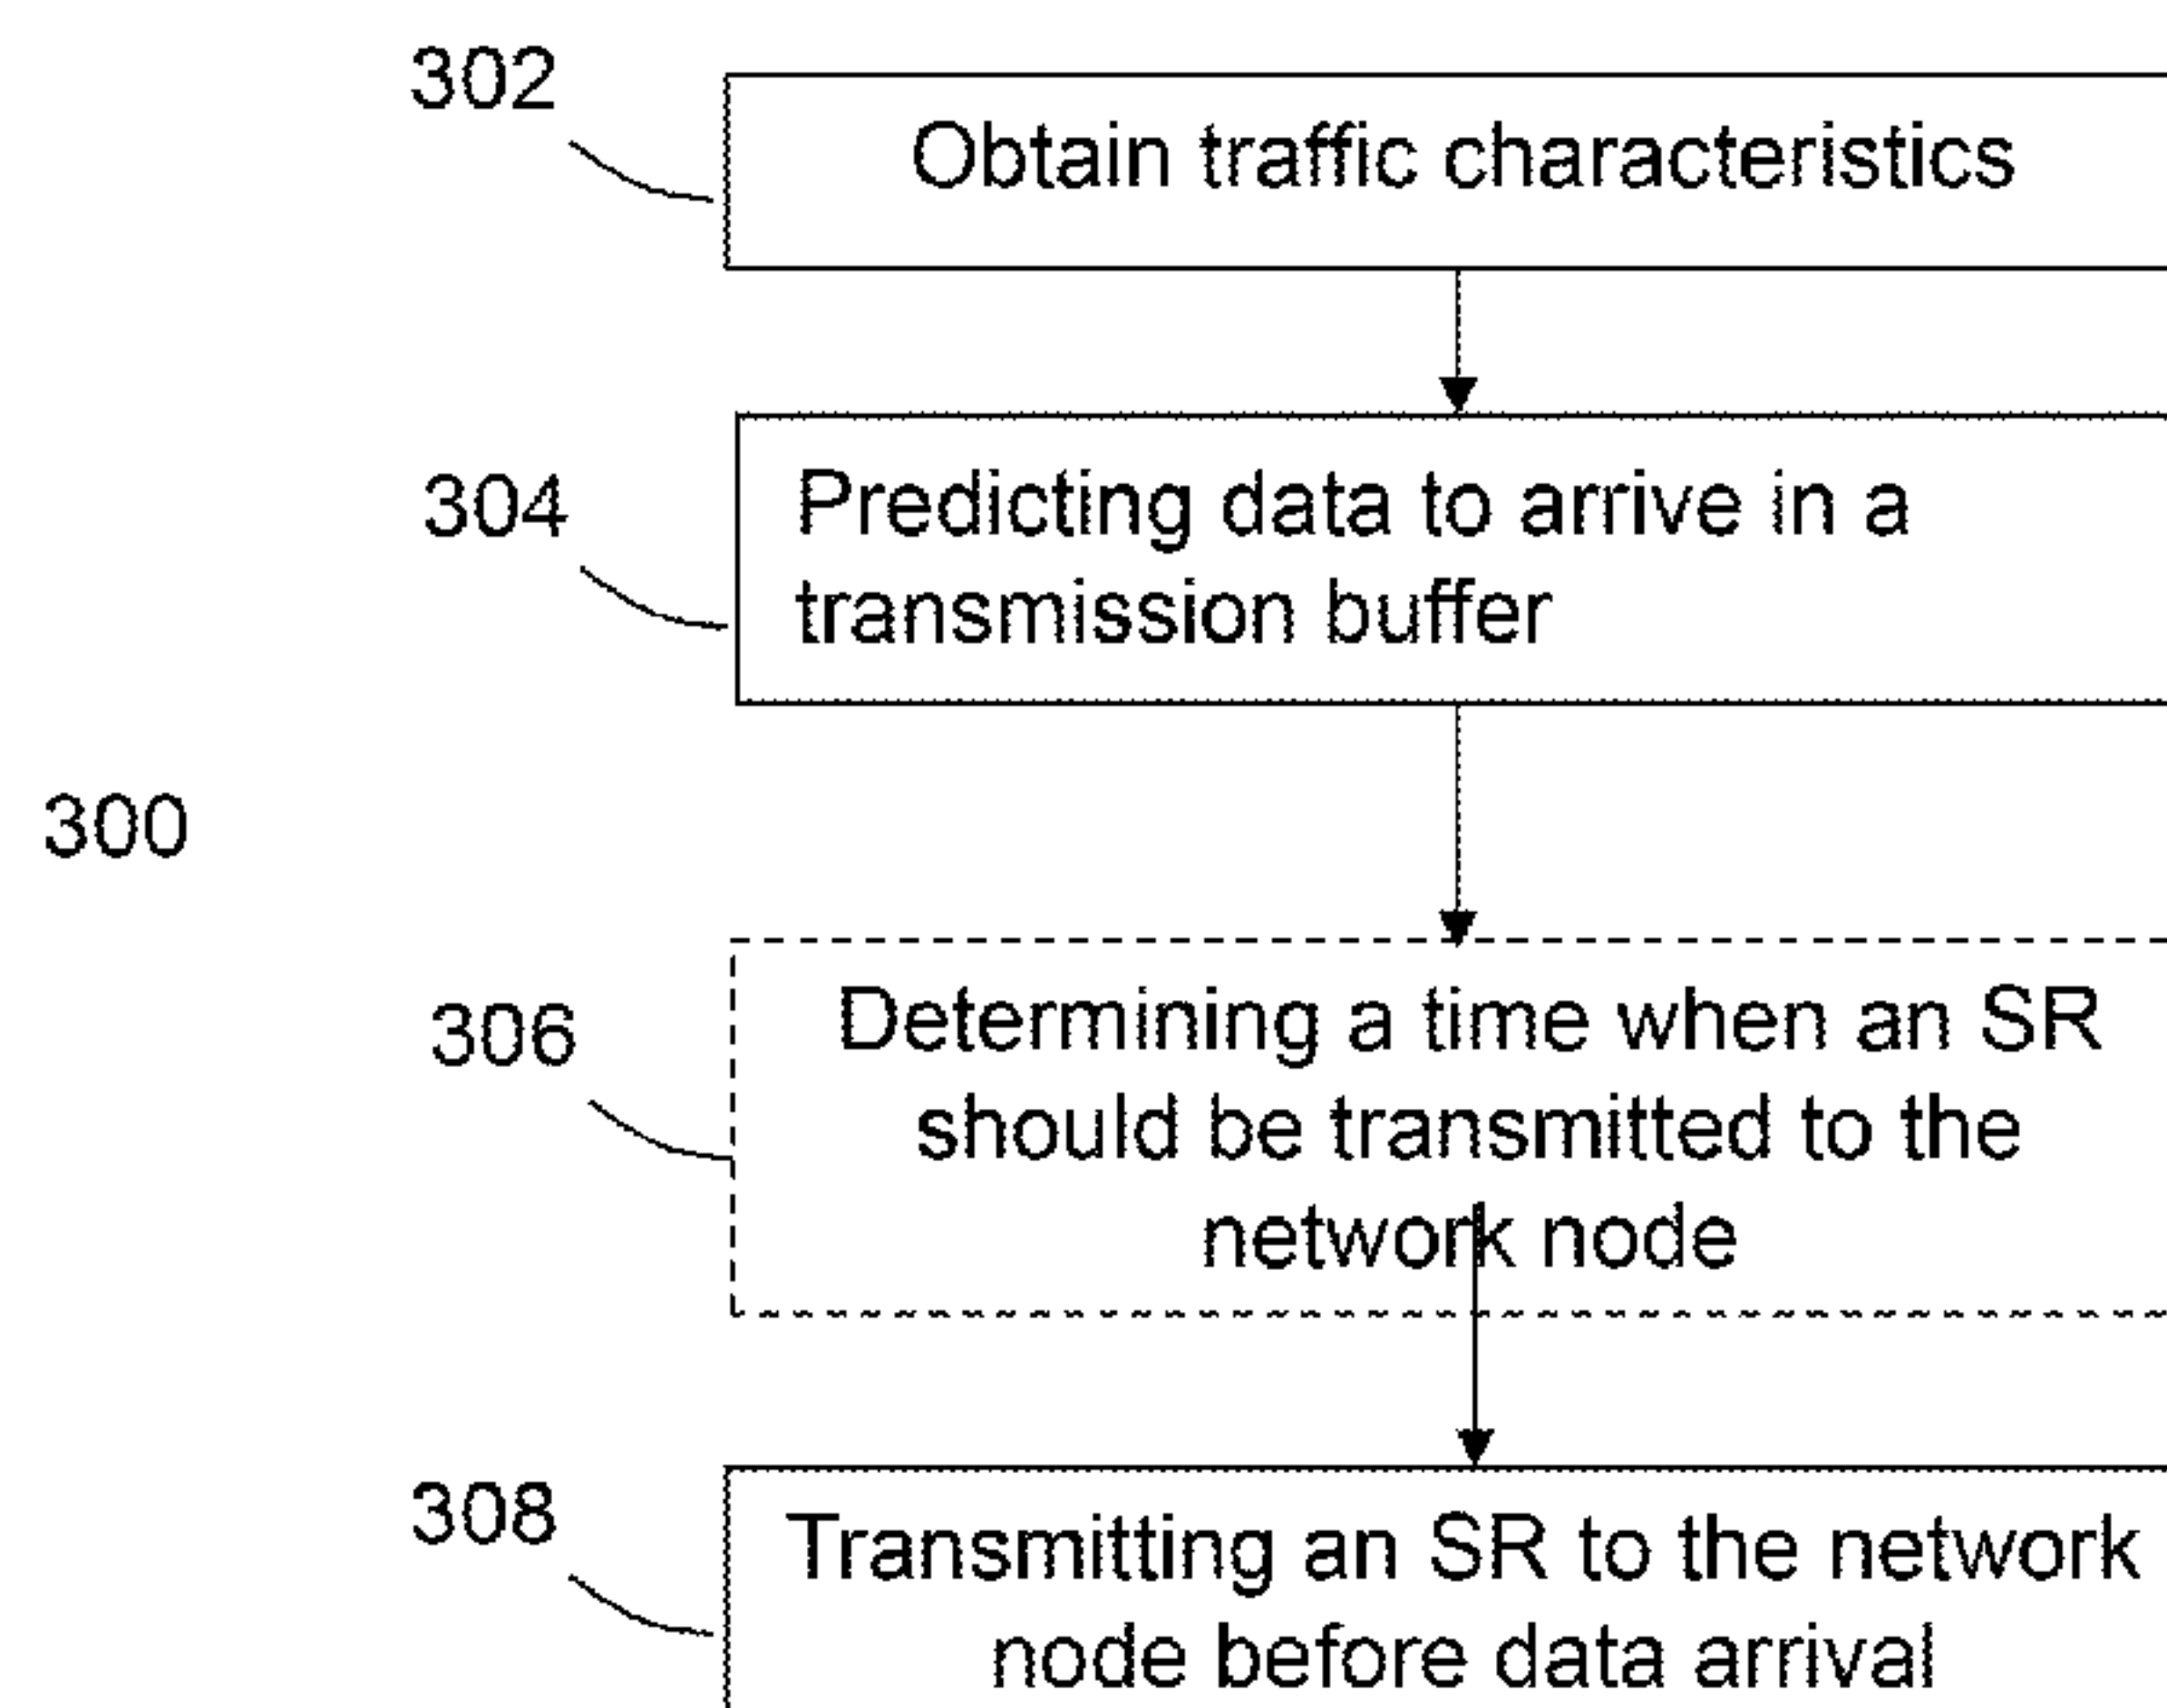 302
Obtain traffic characteristics
304
Predicting data to arrive in a
transmission buffer
300
306
Determining a time when an SR
should be transmitted to the
network node
308
Transmitting an SR to the network
node before data arrival